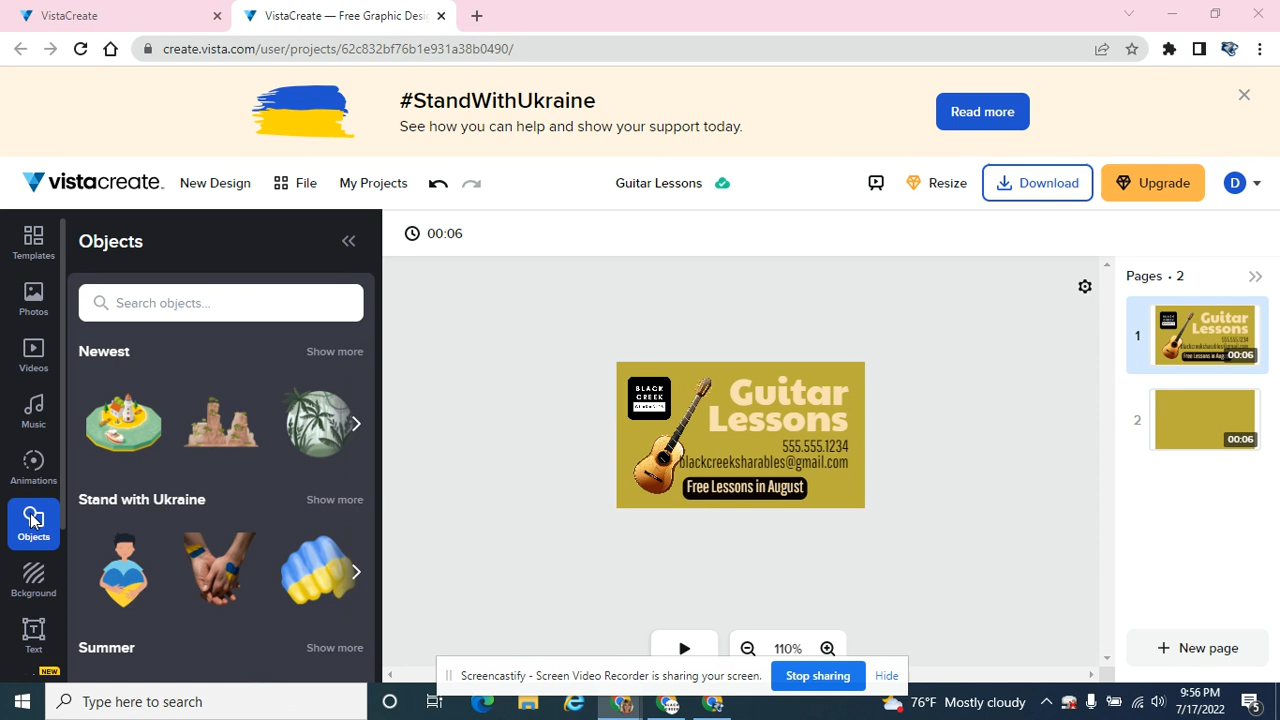 VistaCreate
VistaCreate — Free Graphic Desi
create.vista.com/user/projects/62c832bf76b1e931a38b0490/
#StandWithUkraine
See how you can help and show your support today.
Read more
vistacreate
New Design
File
My Projects
Guitar Lessons
Resize
Download
Upgrade
D
Templates
Photos
Videos
Music
Animations
Objects
Bckground
Text
NEW
Objects
Search objects...
Newest
Show more
Stand with Ukraine
Show more
Summer
Show more
00:06
BLACK
CREEK
Guitar
Lessons
555.555.1234
blackcreeksharables@gmail.com
Free Lessons in August
110%
Pages • 2
1
Guitar
Lessons
555.555.1234
00:06
2
00:06
New page
Screencastify - Screen Video Recorder is sharing your screen.
Stop sharing
Hide
Type here to search
76°F Mostly cloudy
9:56 PM
7/17/2022
5